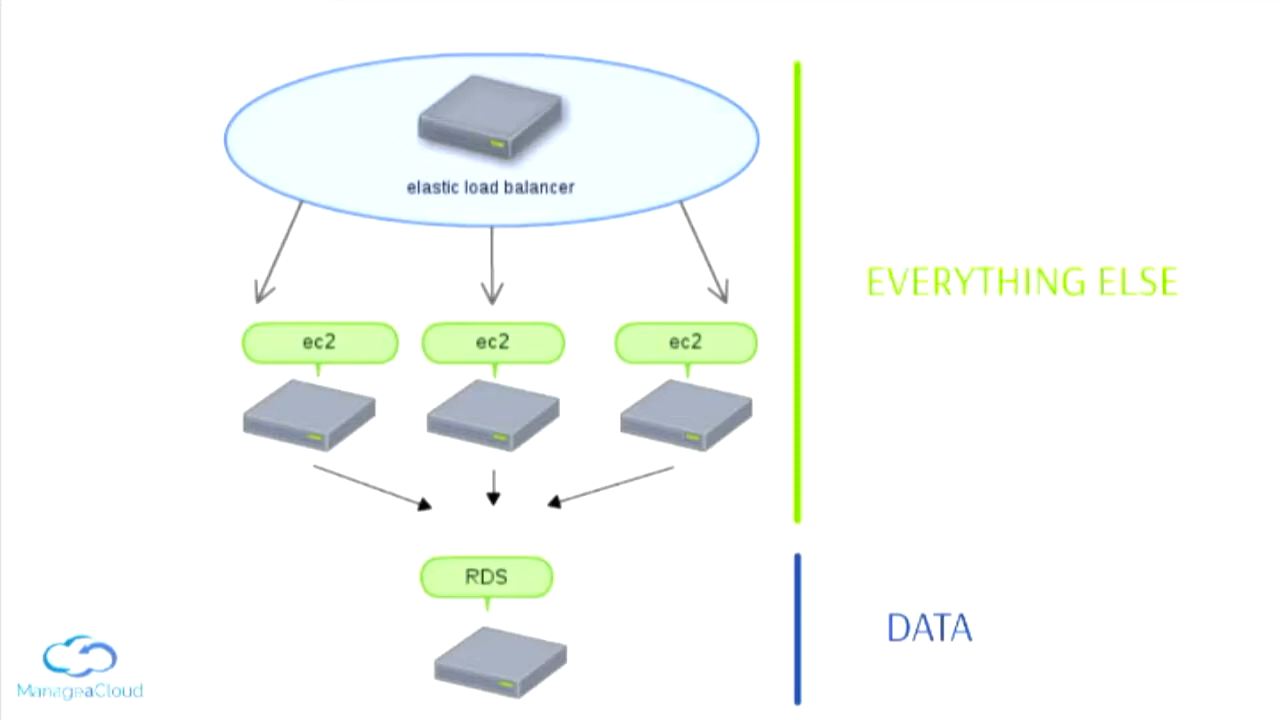 elastic load balancer
EVERYTHING ELSE
ec2
ec2
ec2
RDS
DATA
ManageaCloud